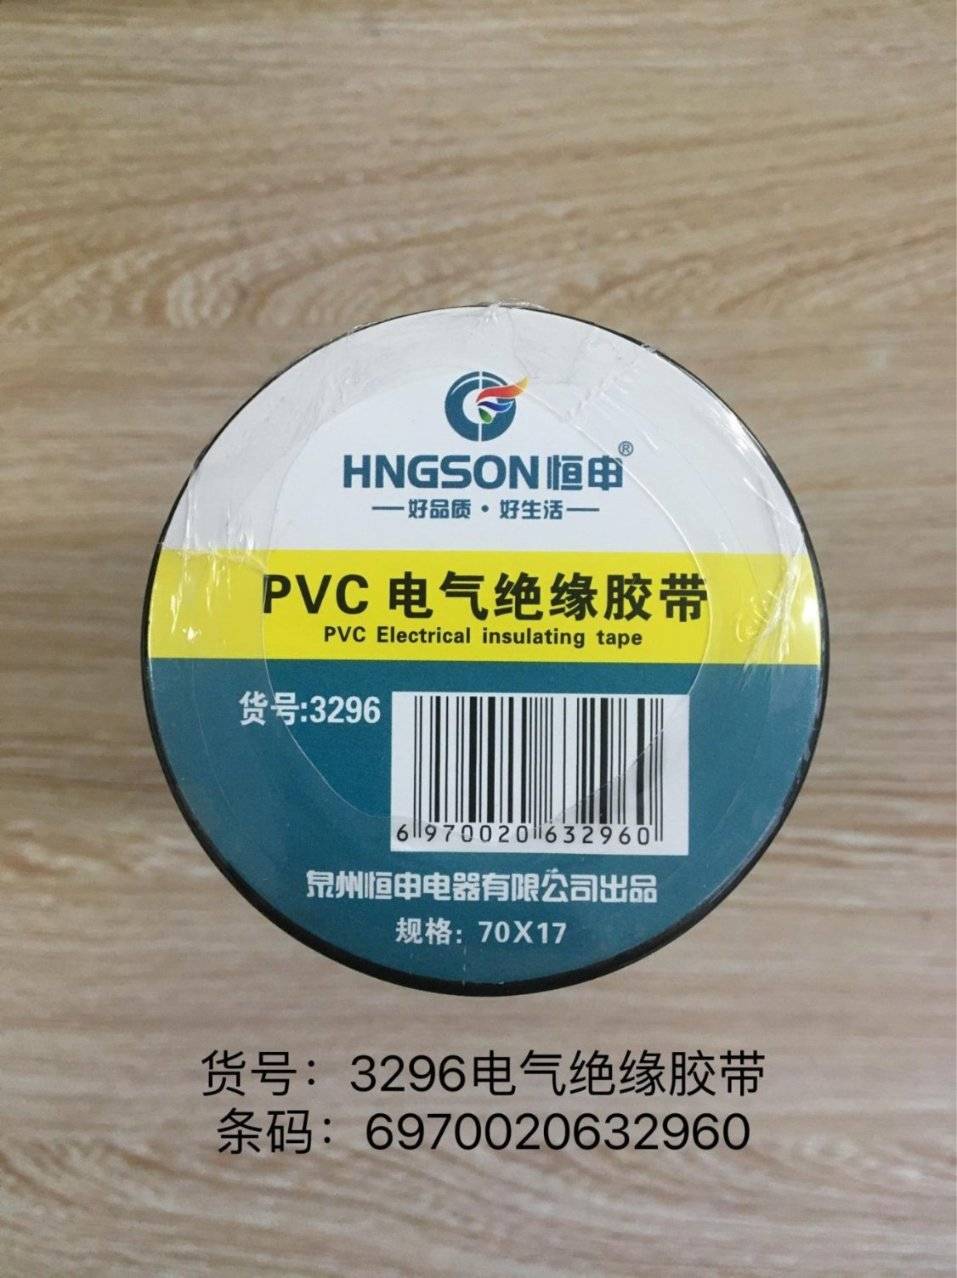 HNGSON恒申®
好品质·好生活
PVC 电气绝缘胶带
PVC Electrical insulating tape
货号:3296
6 970020 632960
泉州恒申电器有限公司出品
规格: 70X17
货号：3296电气绝缘胶带
条码：6970020632960